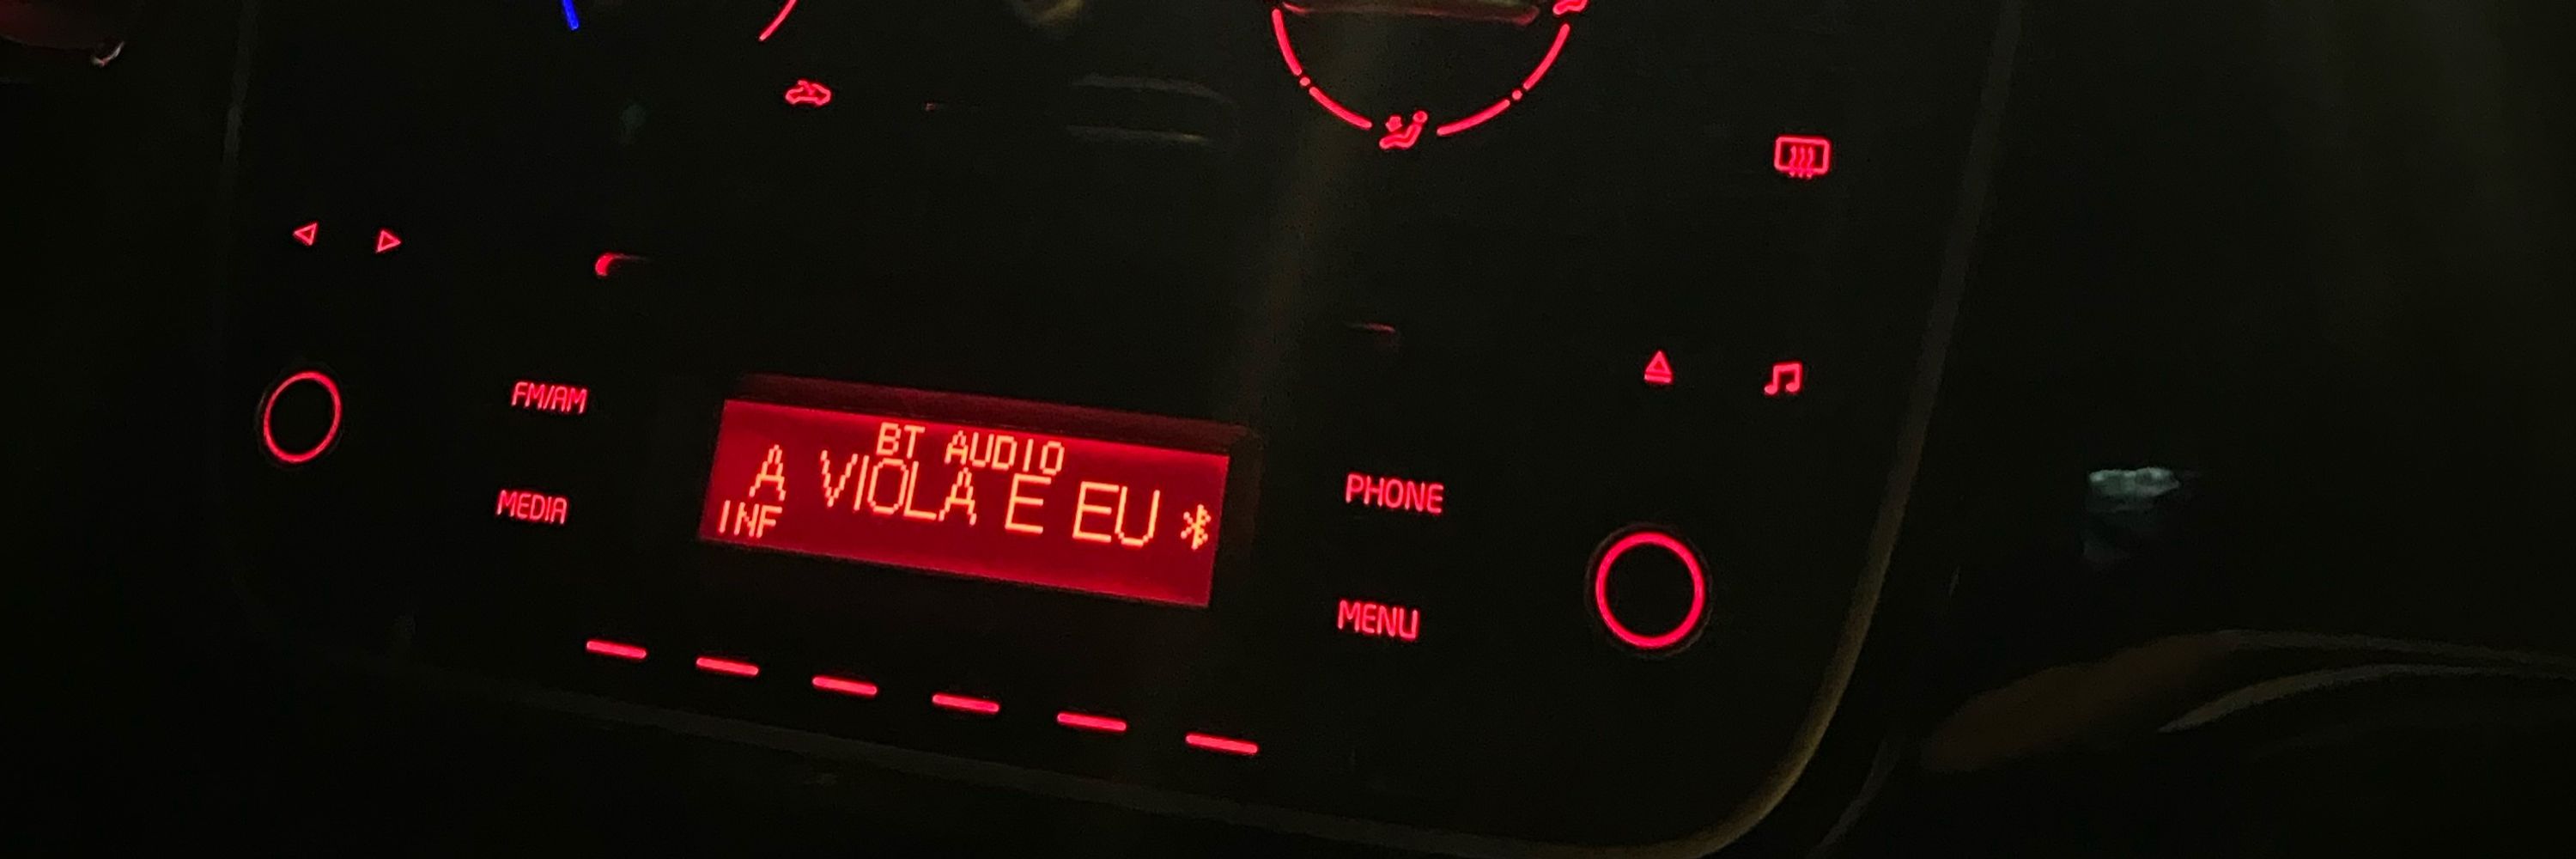 FM/AM
MEDIA
BT AUDIO
A VIOLA E EU
INF
PHONE
MENU